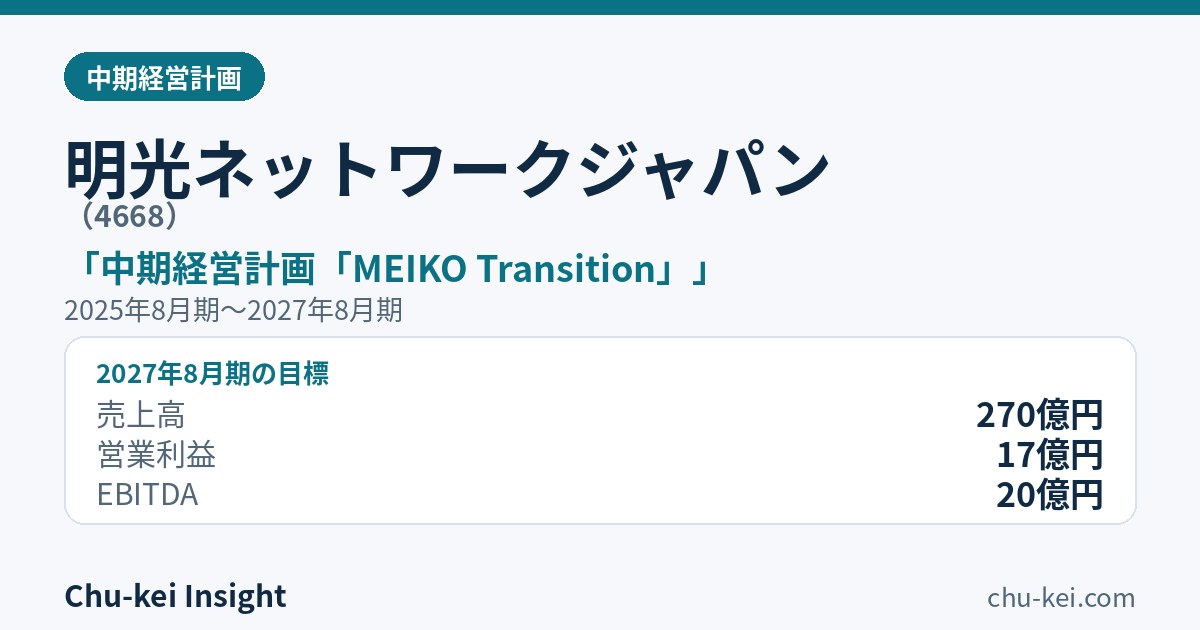 中期経営計画
明光ネットワークジャパン
（4668）
「中期経営計画「MEIKO Transition」」
2025年8月期～2027年8月期
2027年8月期の目標
売上高 270億円
営業利益 17億円
EBITDA 20億円
Chu-kei Insight chu-kei.com